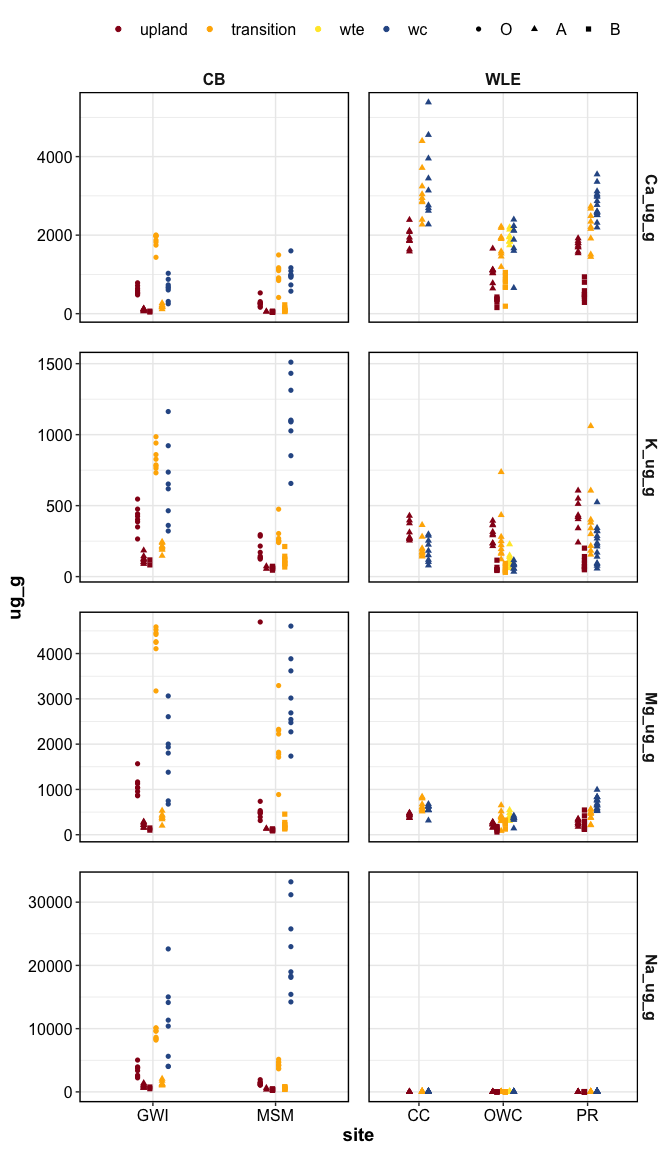 upland transition wte wc O A B
CB WLE
Ca_ug_g
4000
2000
0
K_ug_g
1500
1000
500
0
ug_g
Mg_ug_g
4000
3000
2000
1000
0
Na_ug_g
30000
20000
10000
0
GWI MSM CC OWC PR
site